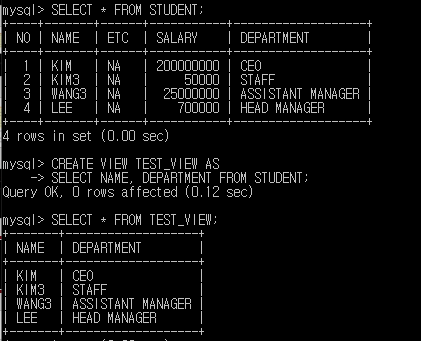 mysql> SELECT * FROM STUDENT;
| NO | NAME | ETC | SALARY | DEPARTMENT |
| 1 | KIM | NA | 200000000 | CEO |
| 2 | KIM3 | NA | 50000 | STAFF |
| 3 | WANG3 | NA | 25000000 | ASSISTANT MANAGER |
| 4 | LEE | NA | 700000 | HEAD MANAGER |
4 rows in set (0.00 sec)
mysql> CREATE VIEW TEST_VIEW AS
-> SELECT NAME, DEPARTMENT FROM STUDENT;
Query OK, 0 rows affected (0.12 sec)
mysql> SELECT * FROM TEST_VIEW;
| NAME | DEPARTMENT |
| KIM | CEO |
| KIM3 | STAFF |
| WANG3 | ASSISTANT MANAGER |
| LEE | HEAD MANAGER |